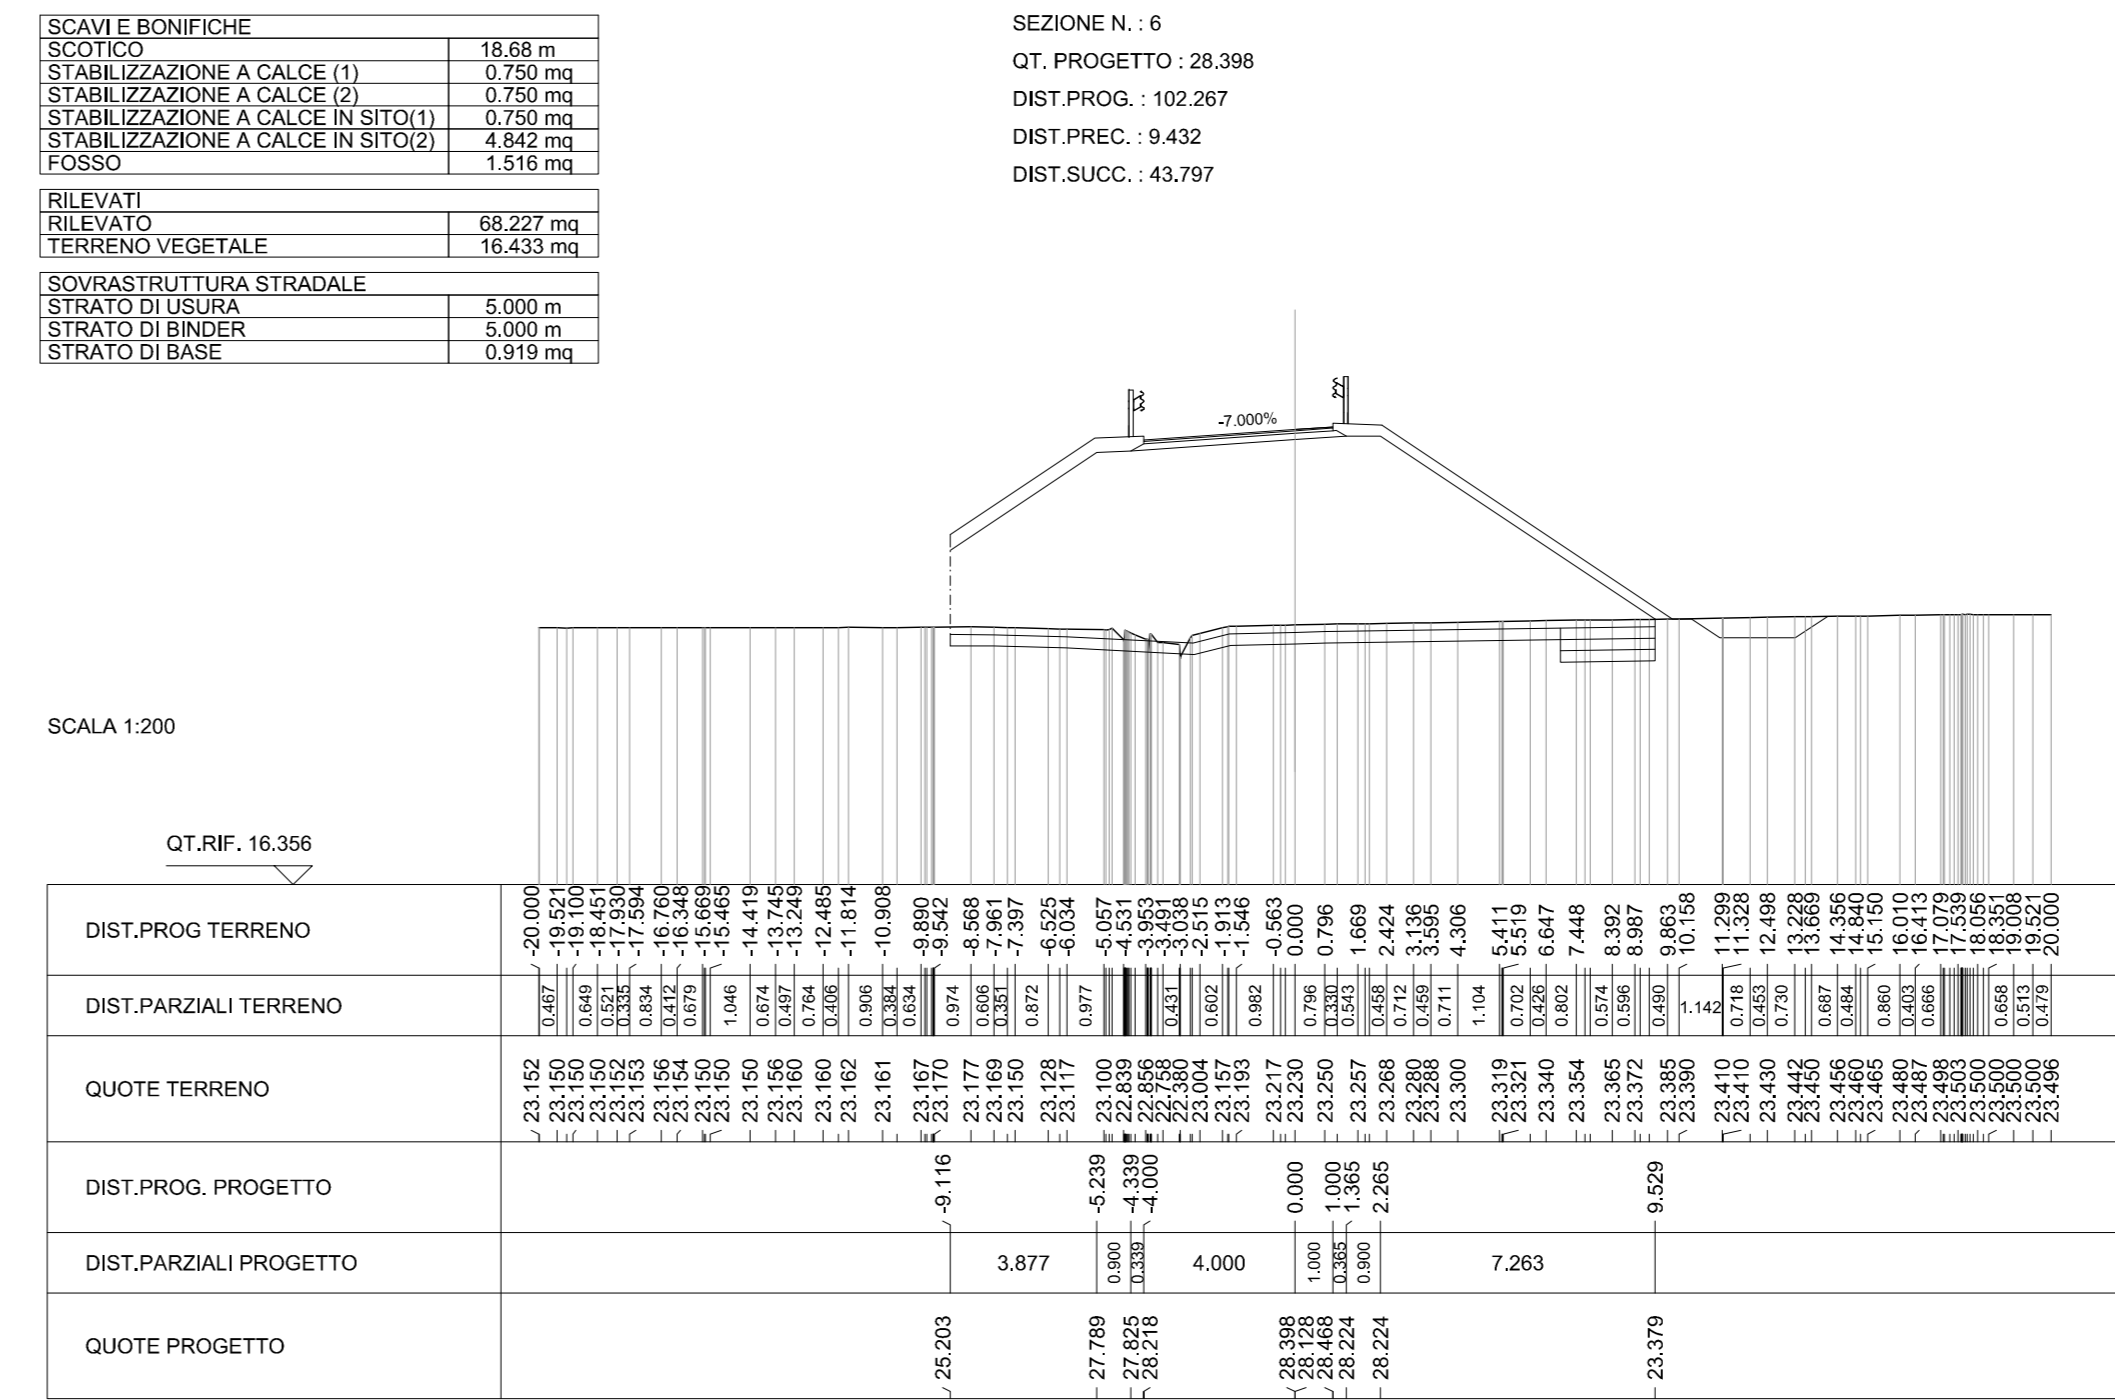 SCAVI E BONIFICHE
SCOTICO 18.68 m
STABILIZZAZIONE A CALCE (1) 0.750 mq
STABILIZZAZIONE A CALCE (2) 0.750 mq
STABILIZZAZIONE A CALCE IN SITO(1) 0.750 mq
STABILIZZAZIONE A CALCE IN SITO(2) 4.842 mq
FOSSO 1.516 mq
RILEVATI
RILEVATO 68.227 mq
TERRENO VEGETALE 16.433 mq
SOVRASTRUTTURA STRADALE
STRATO DI USURA 5.000 m
STRATO DI BINDER 5.000 m
STRATO DI BASE 0.919 mq
SEZIONE N. : 6
QT. PROGETTO : 28.398
DIST.PROG. : 102.267
DIST.PREC. : 9.432
DIST.SUCC. : 43.797
-7.000%
SCALA 1:200
QT.RIF. 16.356
DIST.PROG TERRENO -20.000 -19.521 -19.100 -18.451 -17.930 -17.594 -16.760 -16.348 -15.669 -15.465 -14.419 -13.745 -13.249 -12.485 -11.814 -10.908 -9.890 -9.542 -8.568 -7.961 -7.397 -6.525 -6.034 -5.057 -4.531 -3.953 -3.491 -3.038 -2.515 -1.913 -1.546 -0.563 0.000 0.796 1.669 2.424 3.136 3.595 4.306 5.411 5.519 6.647 7.448 8.392 8.987 9.863 10.158 11.299 11.328 12.498 13.228 13.669 14.356 14.840 15.150 16.010 16.413 17.079 17.539 18.056 18.351 19.008 19.521 20.000
DIST.PARZIALI TERRENO 0.467 0.649 0.521 0.335 0.834 0.412 0.679 1.046 0.674 0.497 0.764 0.406 0.906 0.384 0.634 0.974 0.606 0.351 0.872 0.977 0.431 0.602 0.982 0.796 0.330 0.543 0.458 0.712 0.459 0.711 1.104 0.702 0.426 0.802 0.574 0.596 0.490 1.142 0.718 0.453 0.730 0.687 0.484 0.860 0.403 0.666 0.658 0.513 0.479
QUOTE TERRENO 23.152 23.150 23.150 23.150 23.152 23.153 23.156 23.154 23.150 23.150 23.150 23.156 23.160 23.160 23.162 23.161 23.167 23.170 23.177 23.169 23.150 23.128 23.117 23.100 22.839 22.856 22.758 22.380 23.004 23.157 23.193 23.217 23.230 23.250 23.257 23.268 23.280 23.288 23.300 23.319 23.321 23.340 23.354 23.365 23.372 23.385 23.390 23.410 23.410 23.430 23.442 23.450 23.456 23.460 23.465 23.480 23.487 23.498 23.503 23.500 23.500 23.500 23.500 23.496
DIST.PROG. PROGETTO -9.116 -5.239 -4.339 -4.000 0.000 1.000 1.365 2.265 9.529
DIST.PARZIALI PROGETTO 3.877 0.900 0.339 4.000 1.000 0.365 0.900 7.263
QUOTE PROGETTO 25.203 27.789 27.825 28.218 28.398 28.128 28.468 28.224 28.224 23.379